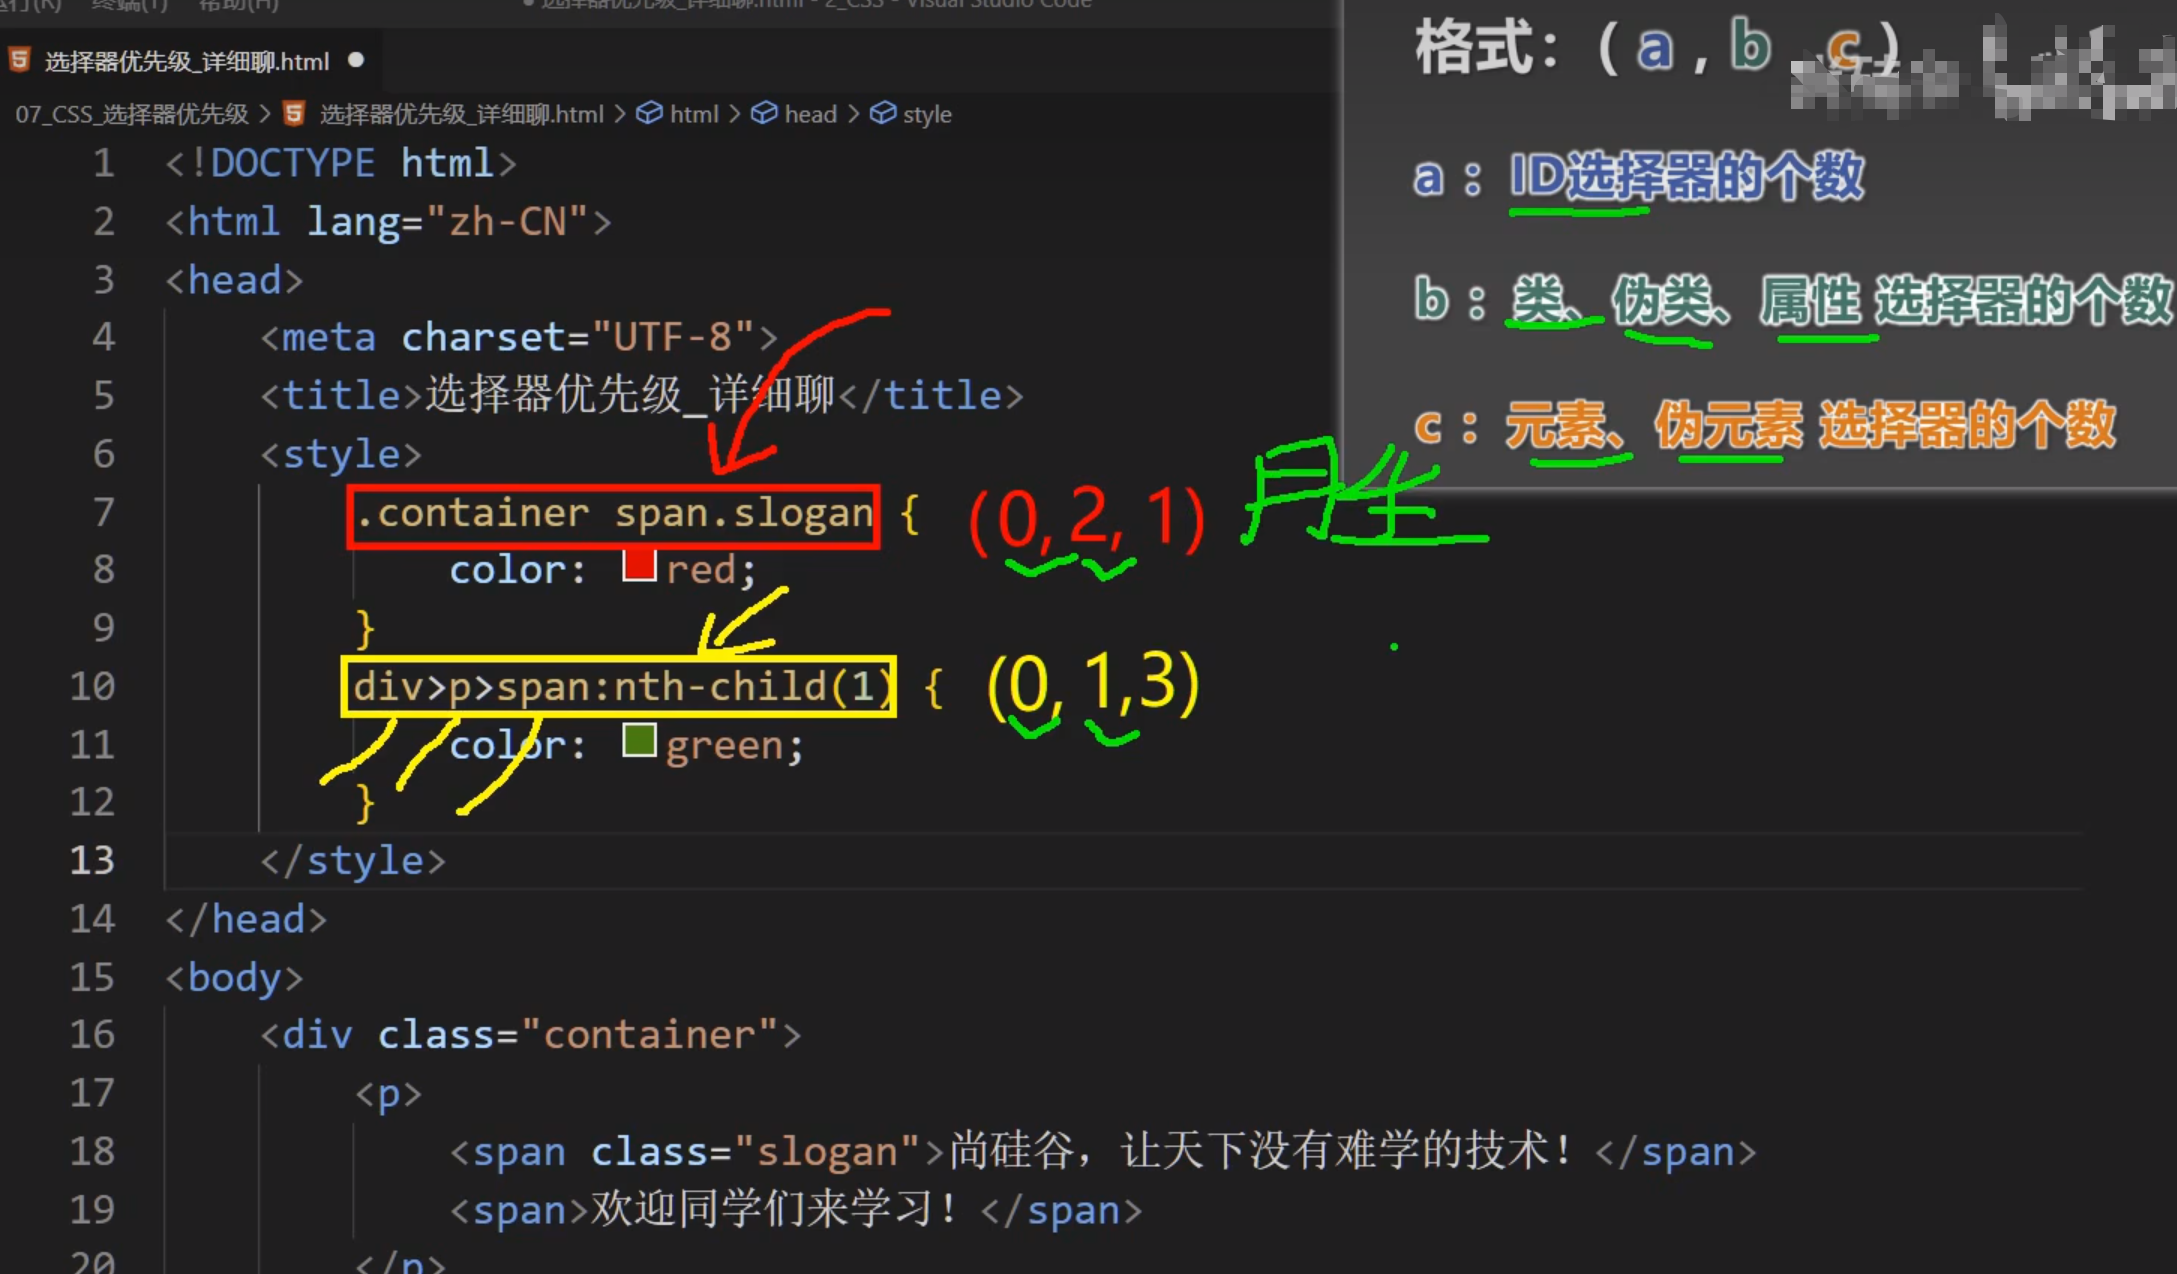 终端(T) 帮助(H)
选择器优先级_详细聊.html - 2_CSS - Visual Studio Code
选择器优先级_详细聊.html
07_CSS_选择器优先级 > 选择器优先级_详细聊.html > html > head > style
1 <!DOCTYPE html>
2 <html lang="zh-CN">
3 <head>
4 <meta charset="UTF-8">
5 <title>选择器优先级_详细聊</title>
6 <style>
7 .container span.slogan { (0, 2, 1) 胜
8 color: red;
9 }
10 div>p>span:nth-child(1) { (0, 1,3)
11 color: green;
12 }
13 </style>
14 </head>
15 <body>
16 <div class="container">
17 <p>
18 <span class="slogan">尚硅谷，让天下没有难学的技术！</span>
19 <span>欢迎同学们来学习！</span>
20 </p>
格式：( a , b c )
a ：ID选择器的个数
b ：类、伪类、属性 选择器的个数
c ：元素、伪元素 选择器的个数